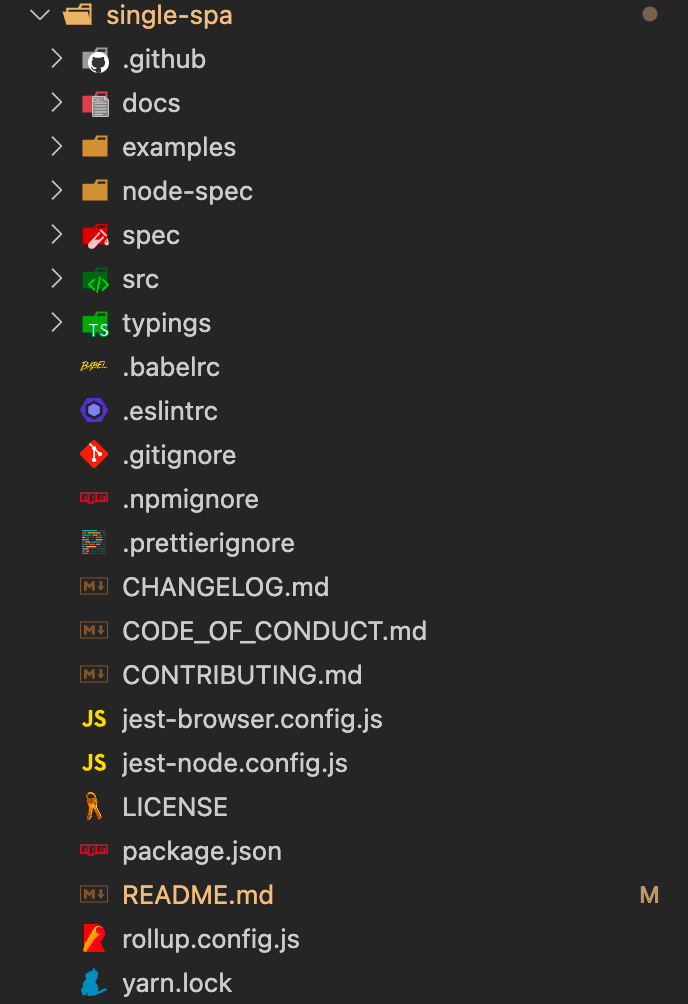 single-spa
.github
docs
examples
node-spec
spec
src
TS typings
BABEL .babelrc
.eslintrc
.gitignore
npm .npmignore
.prettierignore
M↓ CHANGELOG.md
M↓ CODE_OF_CONDUCT.md
M↓ CONTRIBUTING.md
JS jest-browser.config.js
JS jest-node.config.js
LICENSE
npm package.json
M↓ README.md M
rollup.config.js
yarn.lock